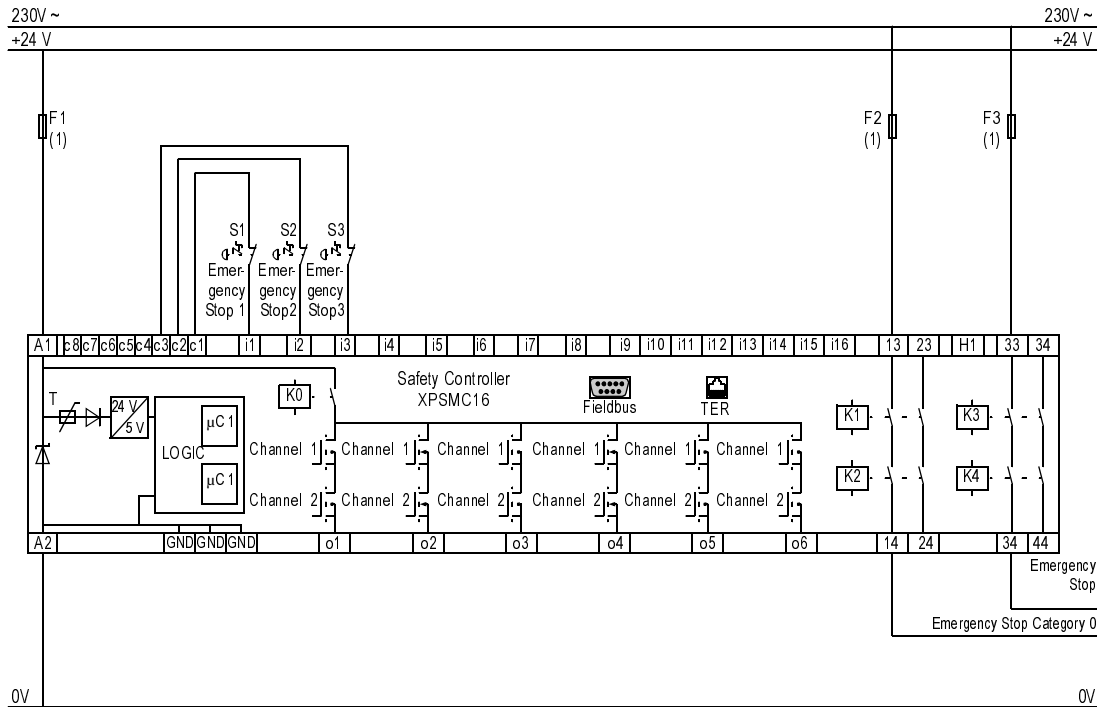 230V ~ 230V ~
+24 V +24 V
F1 F2 F3
(1) (1) (1)
S1 S2 S3
Emer- Emer- Emer-
gency gency gency
Stop 1 Stop2 Stop3
A1 c8 c7 c6 c5 c4 c3 c2 c1 i1 i2 i3 i4 i5 i6 i7 i8 i9 i10 i11 i12 i13 i14 i15 i16 13 23 H1 33 34
Safety Controller
XPSMC16
K0
Fieldbus TER
T
24 V
5 V
µC 1
LOGIC
µC 1
K1 K3
Channel 1 Channel 1 Channel 1 Channel 1 Channel 1 Channel 1
K2 K4
Channel 2 Channel 2 Channel 2 Channel 2 Channel 2 Channel 2
A2 GND GND GND o1 o2 o3 o4 o5 o6 14 24 34 44
Emergency
Stop
Emergency Stop Category 0
0V 0V